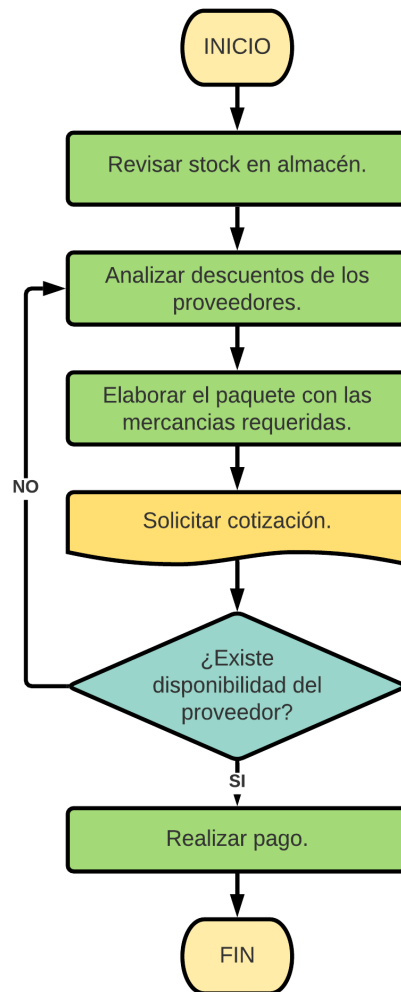 INICIO
Revisar stock en almacén.
Analizar descuentos de los
proveedores.
Elaborar el paquete con las
mercancias requeridas.
NO
Solicitar cotización.
¿Existe
disponibilidad del
proveedor?
SI
Realizar pago.
FIN